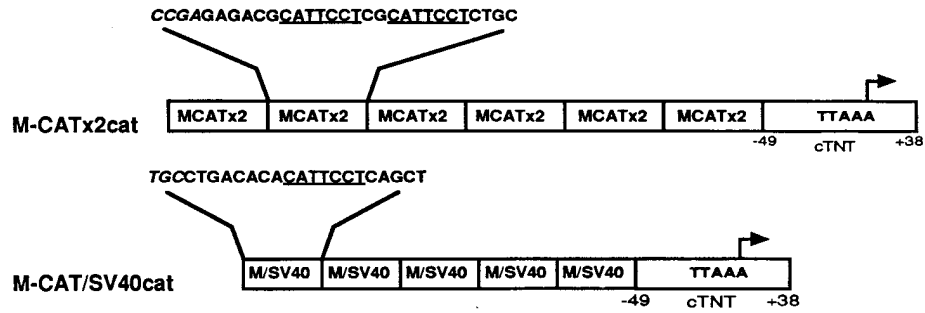 CCGAGAGACGCATTCCTCGCATTCCTCTGC
M-CATx2cat MCATx2 MCATx2 MCATx2 MCATx2 MCATx2 MCATx2 TTAAA
-49 cTNT +38
TGCCTGACACACATTCCTCAGCT
M-CAT/SV40cat M/SV40 M/SV40 M/SV40 M/SV40 M/SV40 TTAAA
-49 cTNT +38